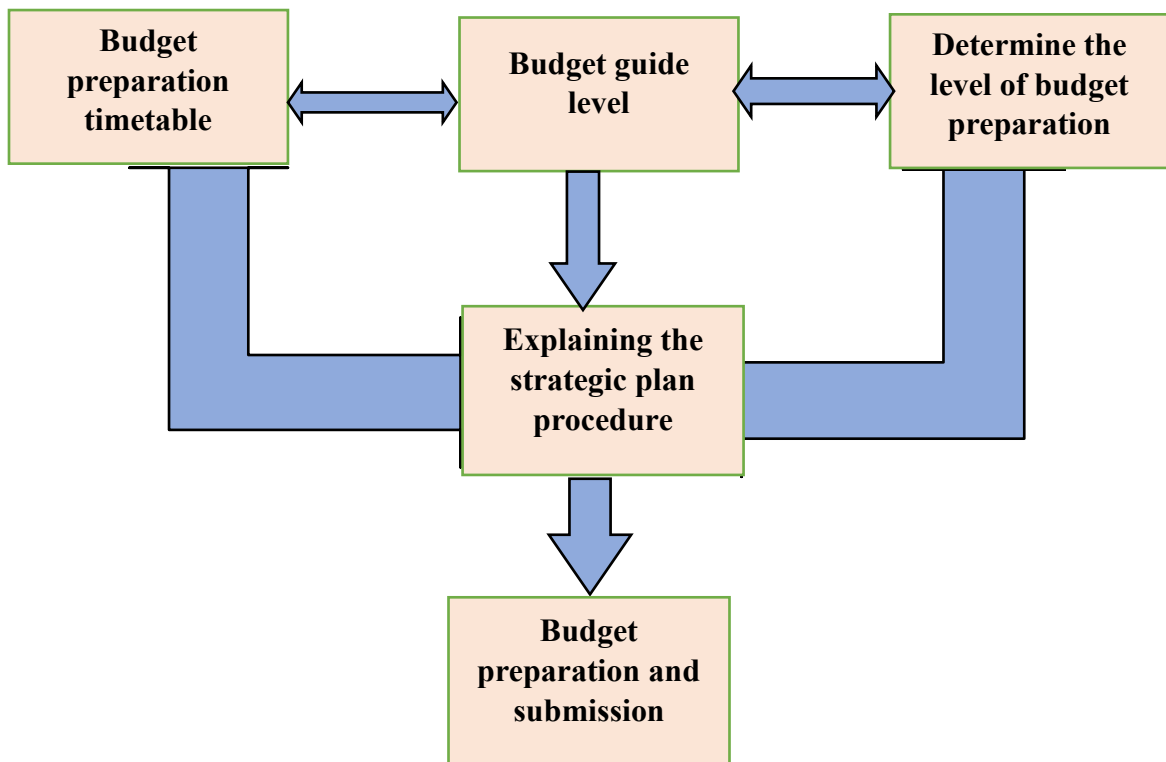 Budget
preparation
timetable
Budget guide
level
Determine the
level of budget
preparation
Explaining the
strategic plan
procedure
Budget
preparation and
submission